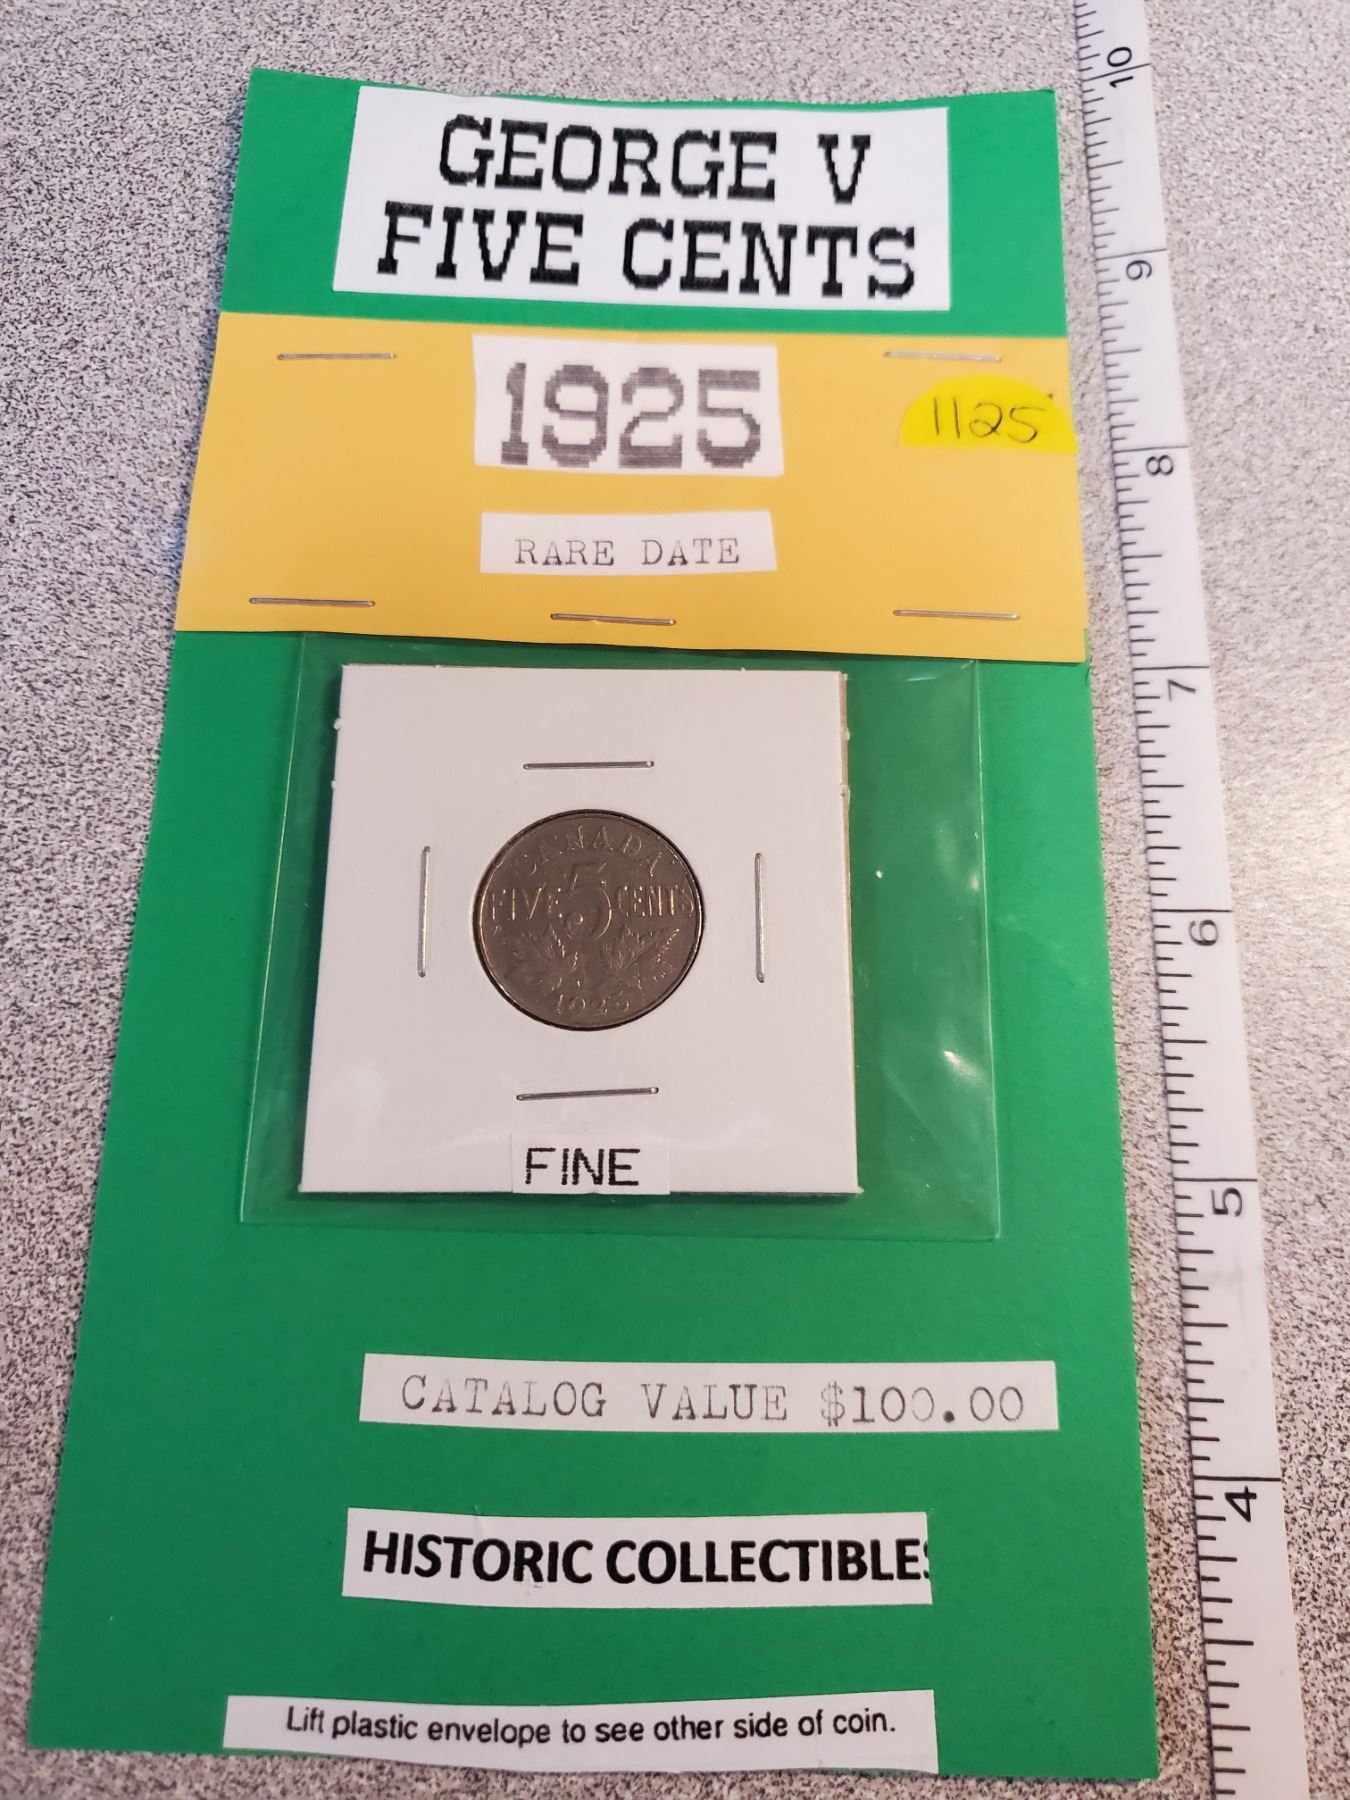 GEORGE V
FIVE CENTS
1925
1125
RARE DATE
CANADA
FIVE 5 CENTS
1925
FINE
CATALOG VALUE $100.00
HISTORIC COLLECTIBLES
Lift plastic envelope to see other side of coin.
10
9
8
7
6
5
4